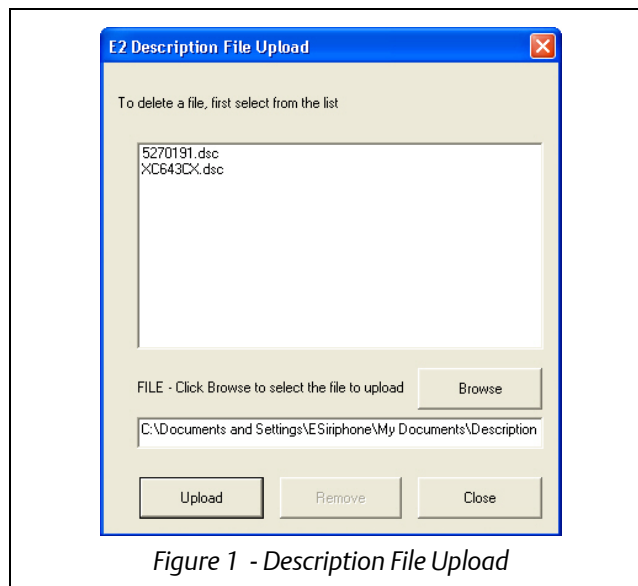 E2 Description File Upload
To delete a file, first select from the list
5270191.dsc
XC643CX.dsc
FILE - Click Browse to select the file to upload
Browse
C:\Documents and Settings\ESiriphone\My Documents\Description
Upload
Remove
Close
Figure 1 - Description File Upload